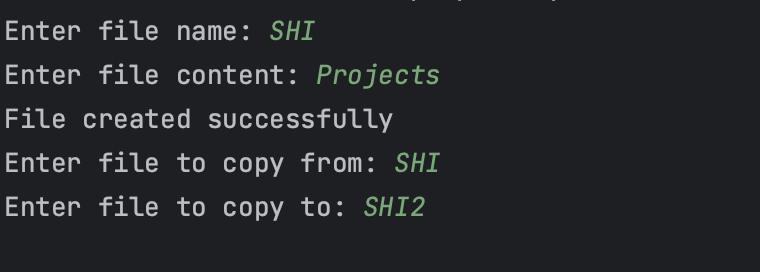 Enter file name: SHI
Enter file content: Projects
File created successfully
Enter file to copy from: SHI
Enter file to copy to: SHI2